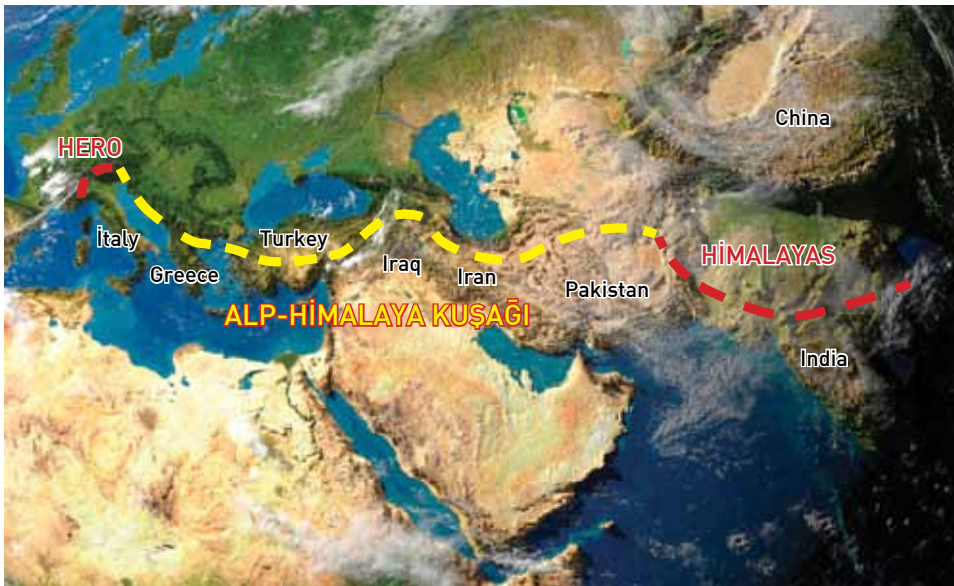 China
HERO
İtaly
Turkey
HİMALAYAS
Greece
Iraq
Iran
Pakistan
ALP-HİMALAYA KUŞAĞI
India